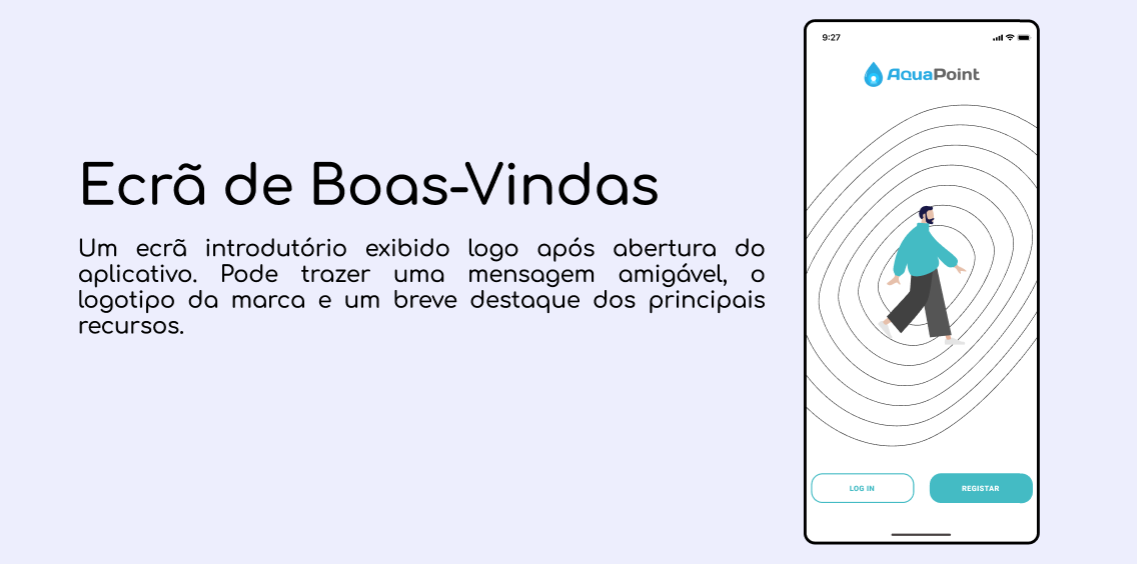 Ecrã de Boas-Vindas
Um ecrã introdutório exibido logo após abertura do
aplicativo. Pode trazer uma mensagem amigável, o
logotipo da marca e um breve destaque dos principais
recursos.
9:27
AquaPoint
LOG IN
REGISTAR